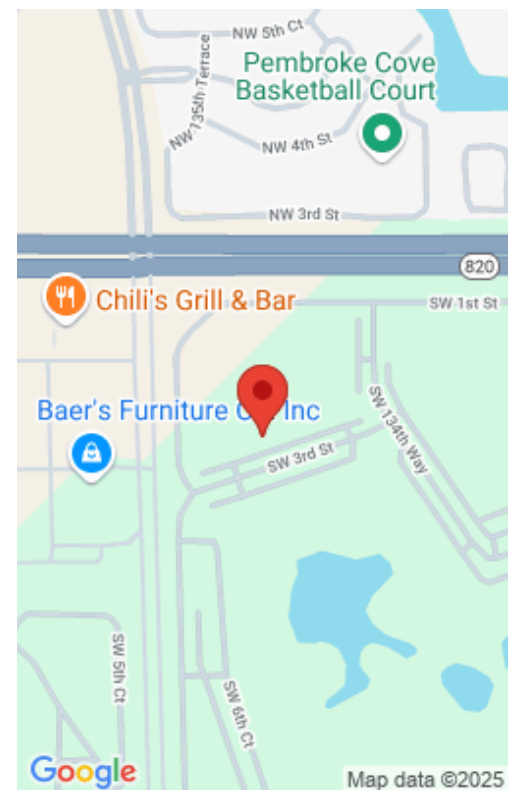 NW 5th Ct
Pembroke Cove
Basketball Court
NW 135th Terrace
NW 4th St
NW 3rd St
820
Chili's Grill & Bar
SW 1st St
Baer's Furniture Inc
SW 134th Way
SW 3rd St
SW 5th Ct
SW 6th Ct
Google
Map data ©2025